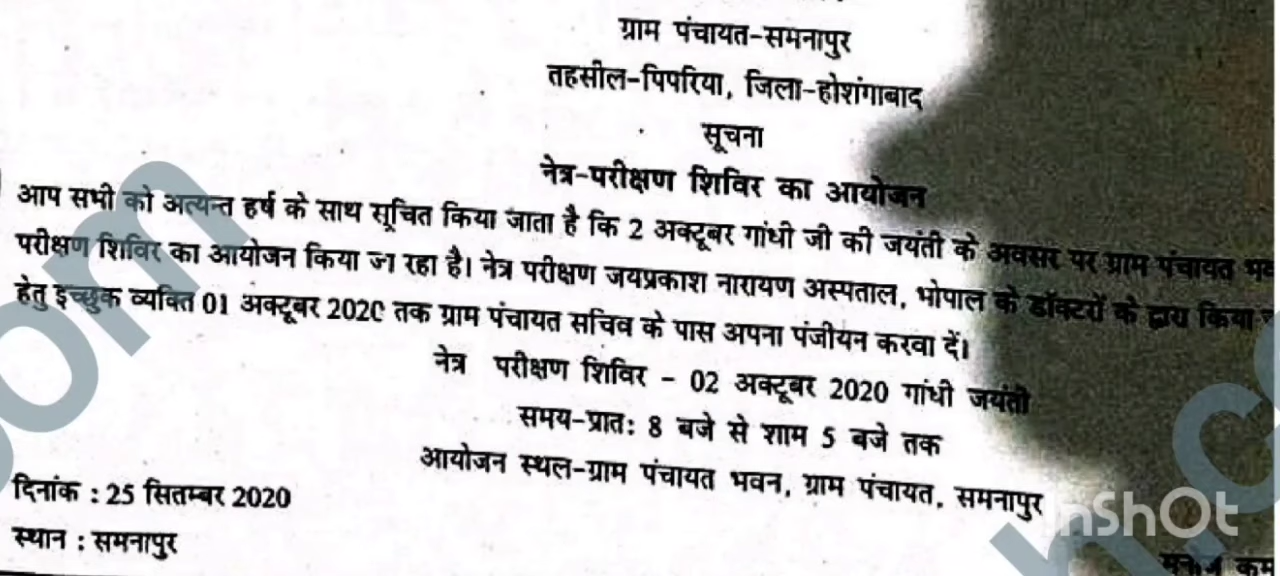 ग्राम पंचायत-समनापुर
तहसील-पिपरिया, जिला-होशंगाबाद
सूचना
नेत्र-परीक्षण शिविर का आयोजन
आप सभी को अत्यन्त हर्ष के साथ सूचित किया जाता है कि 2 अक्टूबर गांधी जी की जयंती के अवसर पर ग्राम पंचायत
परीक्षण शिविर का आयोजन किया जा रहा है। नेत्र परीक्षण जयप्रकाश नारायण अस्पताल, भोपाल के डॉक्टरों के द्वारा किया
हेतु इच्छुक व्यक्ति 01 अक्टूबर 2020 तक ग्राम पंचायत सचिव के पास अपना पंजीयन करवा दें।
नेत्र परीक्षण शिविर - 02 अक्टूबर 2020 गांधी जयंती
समय-प्रात: 8 बजे से शाम 5 बजे तक
आयोजन स्थल-ग्राम पंचायत भवन, ग्राम पंचायत, समनापुर
दिनांक : 25 सितम्बर 2020
स्थान : समनापुर
InShOt
मनोज